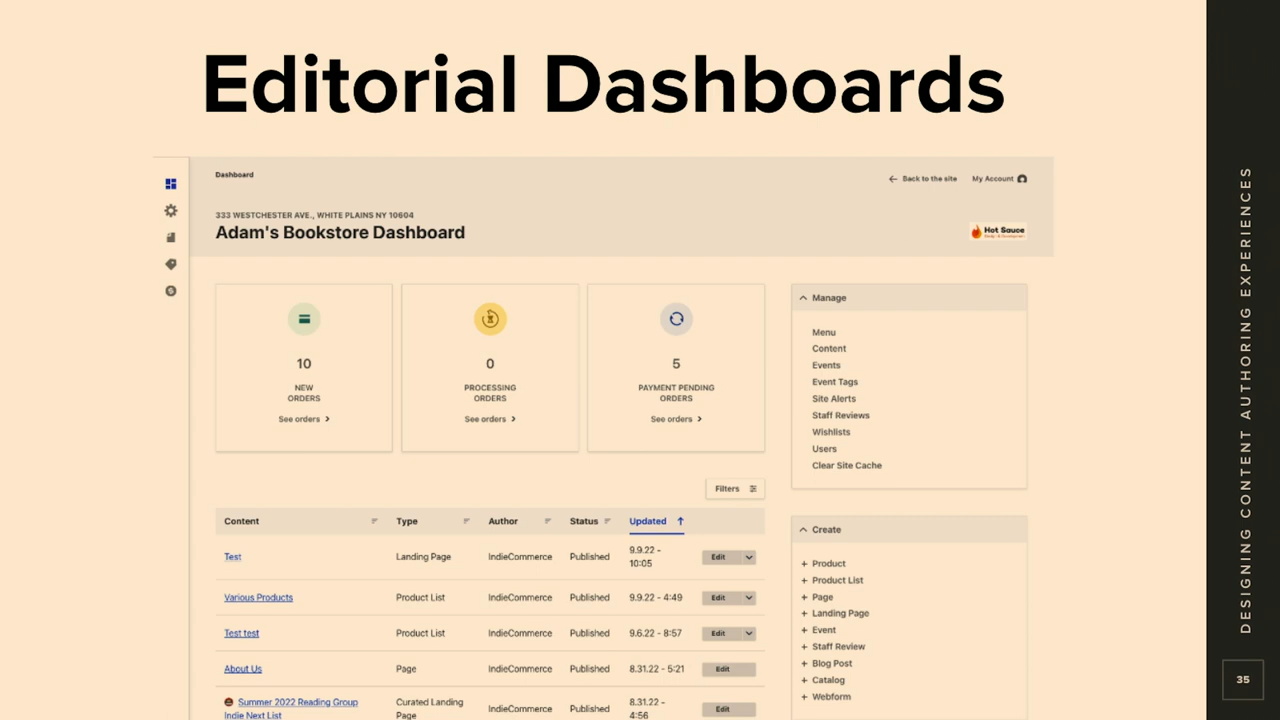 Editorial Dashboards
Dashboard
Back to the site
My Account
333 WESTCHESTER AVE., WHITE PLAINS NY 10604
Adam's Bookstore Dashboard
Hot Sauce
10
NEW
ORDERS
See orders
0
PROCESSING
ORDERS
See orders
5
PAYMENT PENDING
ORDERS
See orders
Filters
Content Type Author Status Updated
Test Landing Page IndieCommerce Published 9.9.22 - Edit
10:05
Various Products Product List IndieCommerce Published 9.9.22 - 4:49 Edit
Test test Product List IndieCommerce Published 9.6.22 - 8:57 Edit
About Us Page IndieCommerce Published 8.31.22 - 5:21 Edit
Summer 2022 Reading Group Curated Landing IndieCommerce Published 8.31.22 - Edit
Indie Next List Page 4:56
Manage
Menu
Content
Events
Event Tags
Site Alerts
Staff Reviews
Wishlists
Users
Clear Site Cache
Create
+ Product
+ Product List
+ Page
+ Landing Page
+ Event
+ Staff Review
+ Blog Post
+ Catalog
+ Webform
DESIGNING CONTENT AUTHORING EXPERIENCES
35